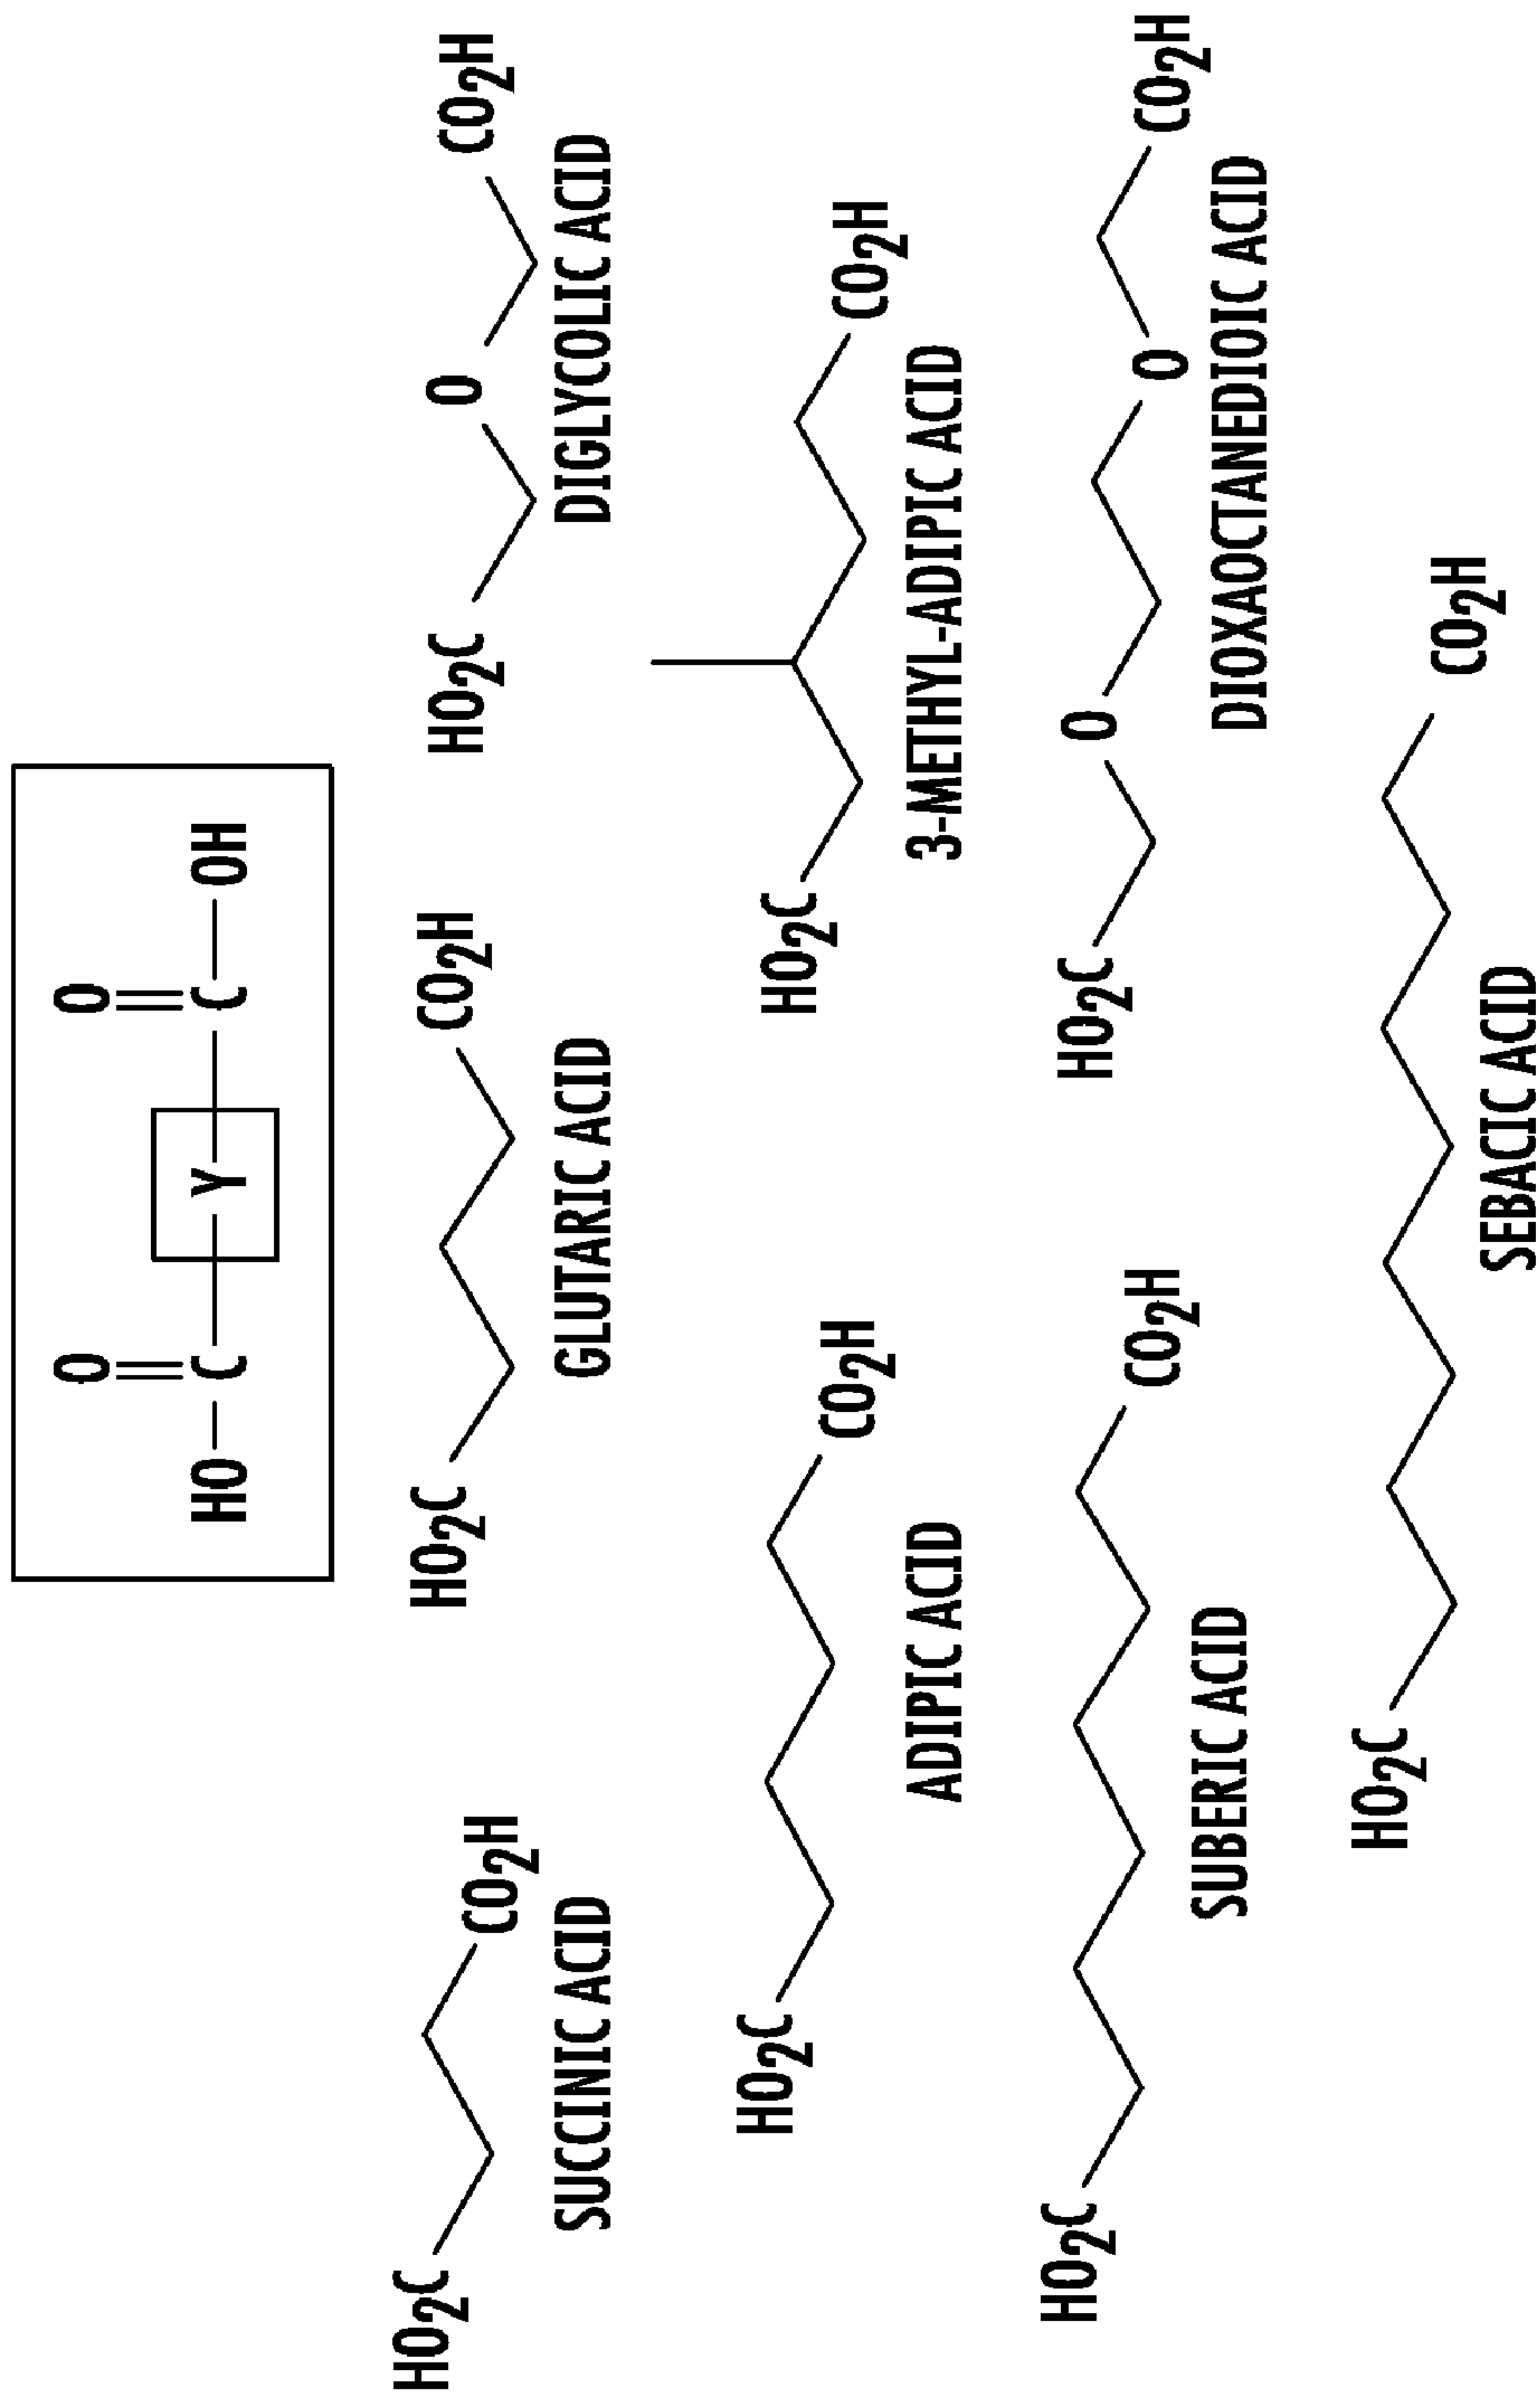 O O
HO C Y C OH
HO2C CO2H HO2C CO2H HO2C O CO2H
SUCCINIC ACID GLUTARIC ACID DIGLYCOLIC ACID
HO2C CO2H HO2C CO2H
ADIPIC ACID 3-METHYL-ADIPIC ACID
HO2C CO2H HO2C O O CO2H
SUBERIC ACID DIOXAOCTANEDIOIC ACID
HO2C CO2H
SEBACIC ACID